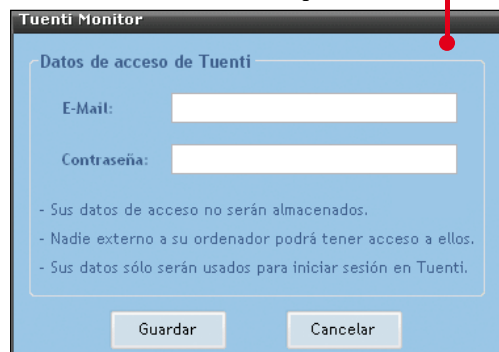 Tuenti Monitor
Datos de acceso de Tuenti
E-Mail:
Contraseña:
- Sus datos de acceso no serán almacenados.
- Nadie externo a su ordenador podrá tener acceso a ellos.
- Sus datos sólo serán usados para iniciar sesión en Tuenti.
Guardar
Cancelar